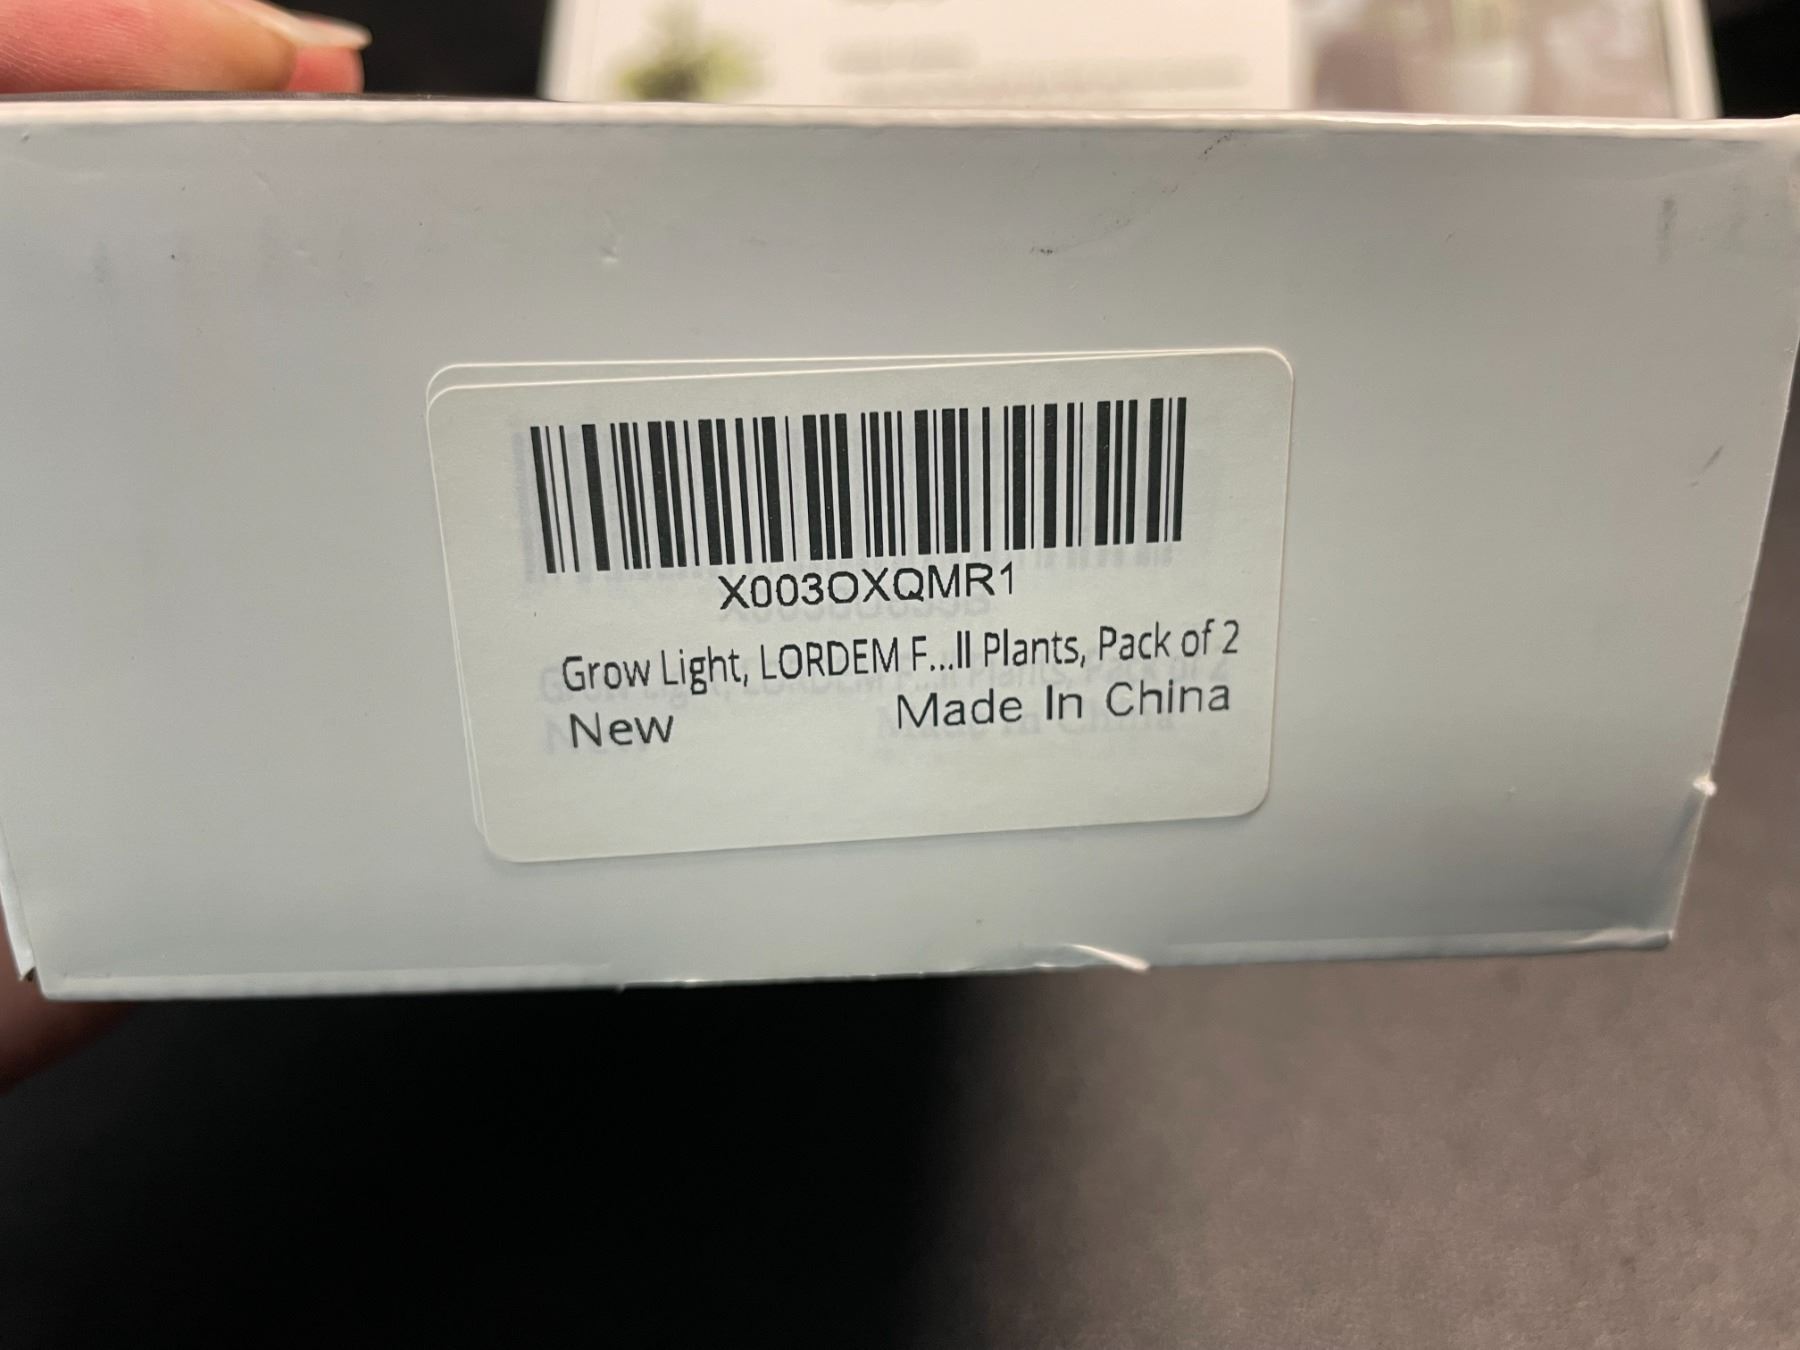 X003OXQMR1
Grow Light, LORDEM F...ll Plants, Pack of 2
New Made In China